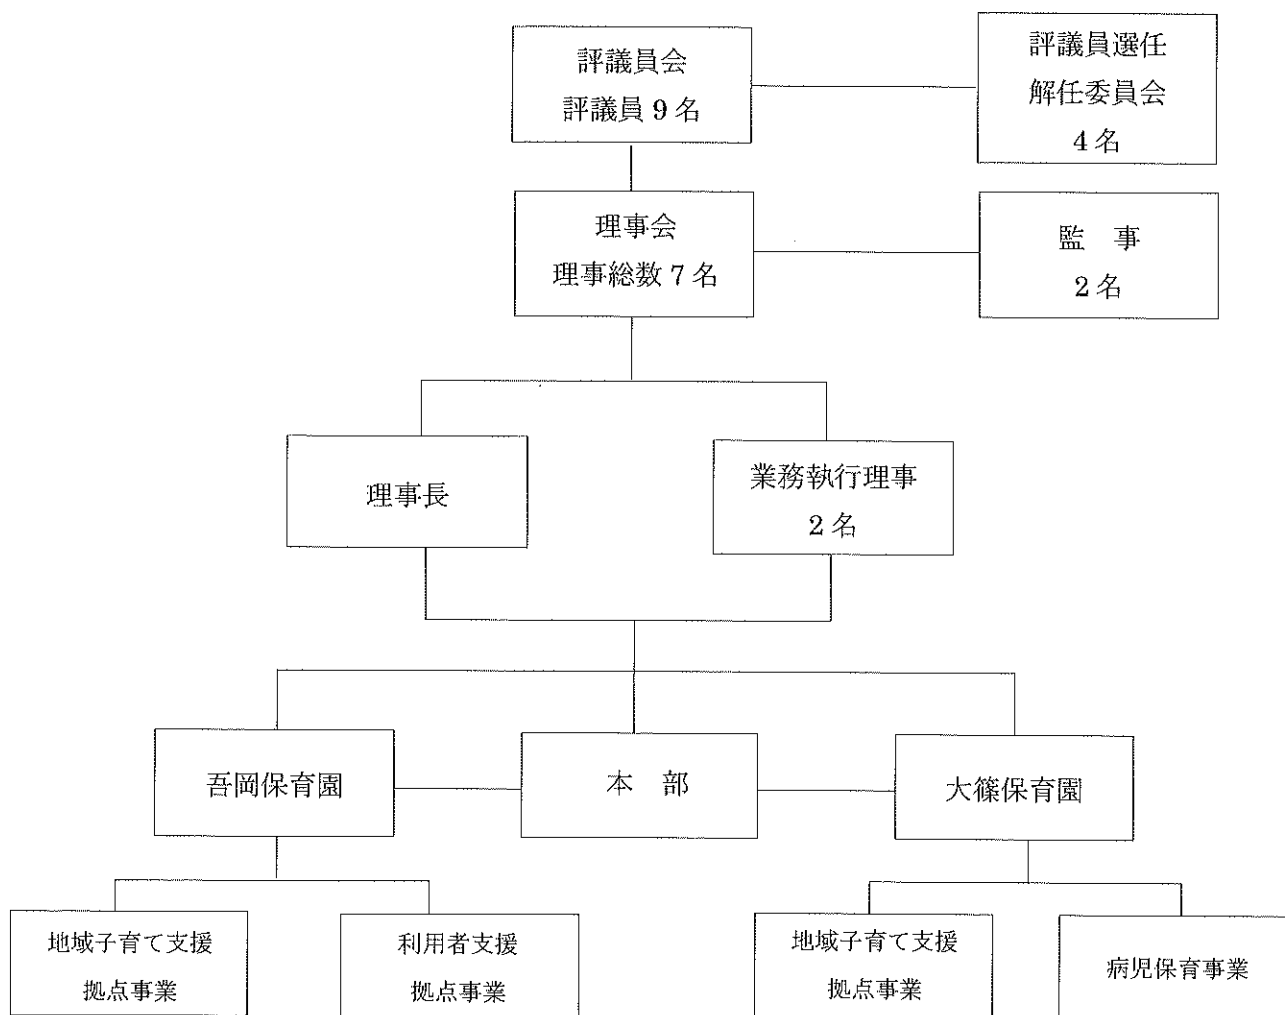 評議員会
評議員 9 名
評議員選任
解任委員会
4 名
理事会
理事総数 7 名
監　事
2 名
理事長
業務執行理事
2 名
吾岡保育園
本　部
大篠保育園
地域子育て支援
拠点事業
利用者支援
拠点事業
地域子育て支援
拠点事業
病児保育事業